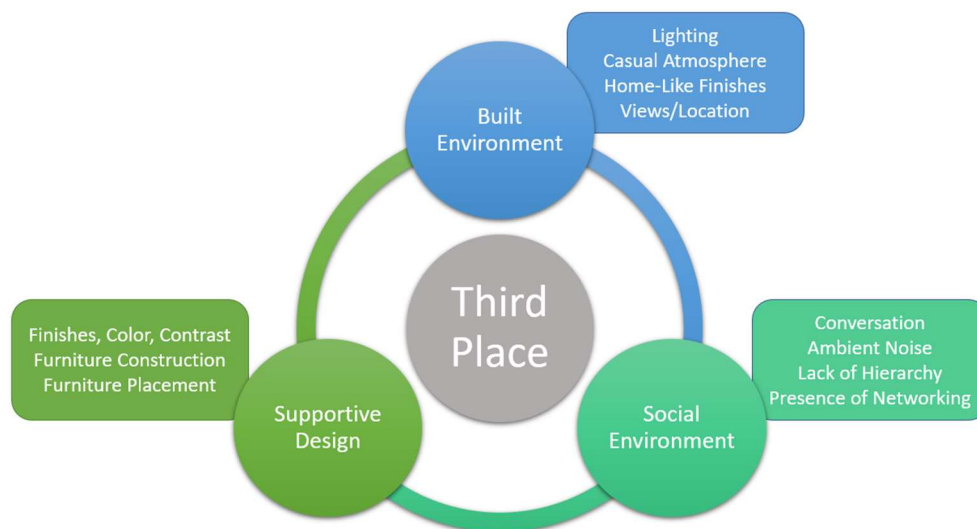 Lighting
Casual Atmosphere
Home-Like Finishes
Views/Location
Built
Environment
Third
Place
Finishes, Color, Contrast
Furniture Construction
Furniture Placement
Supportive
Design
Conversation
Ambient Noise
Lack of Hierarchy
Presence of Networking
Social
Environment